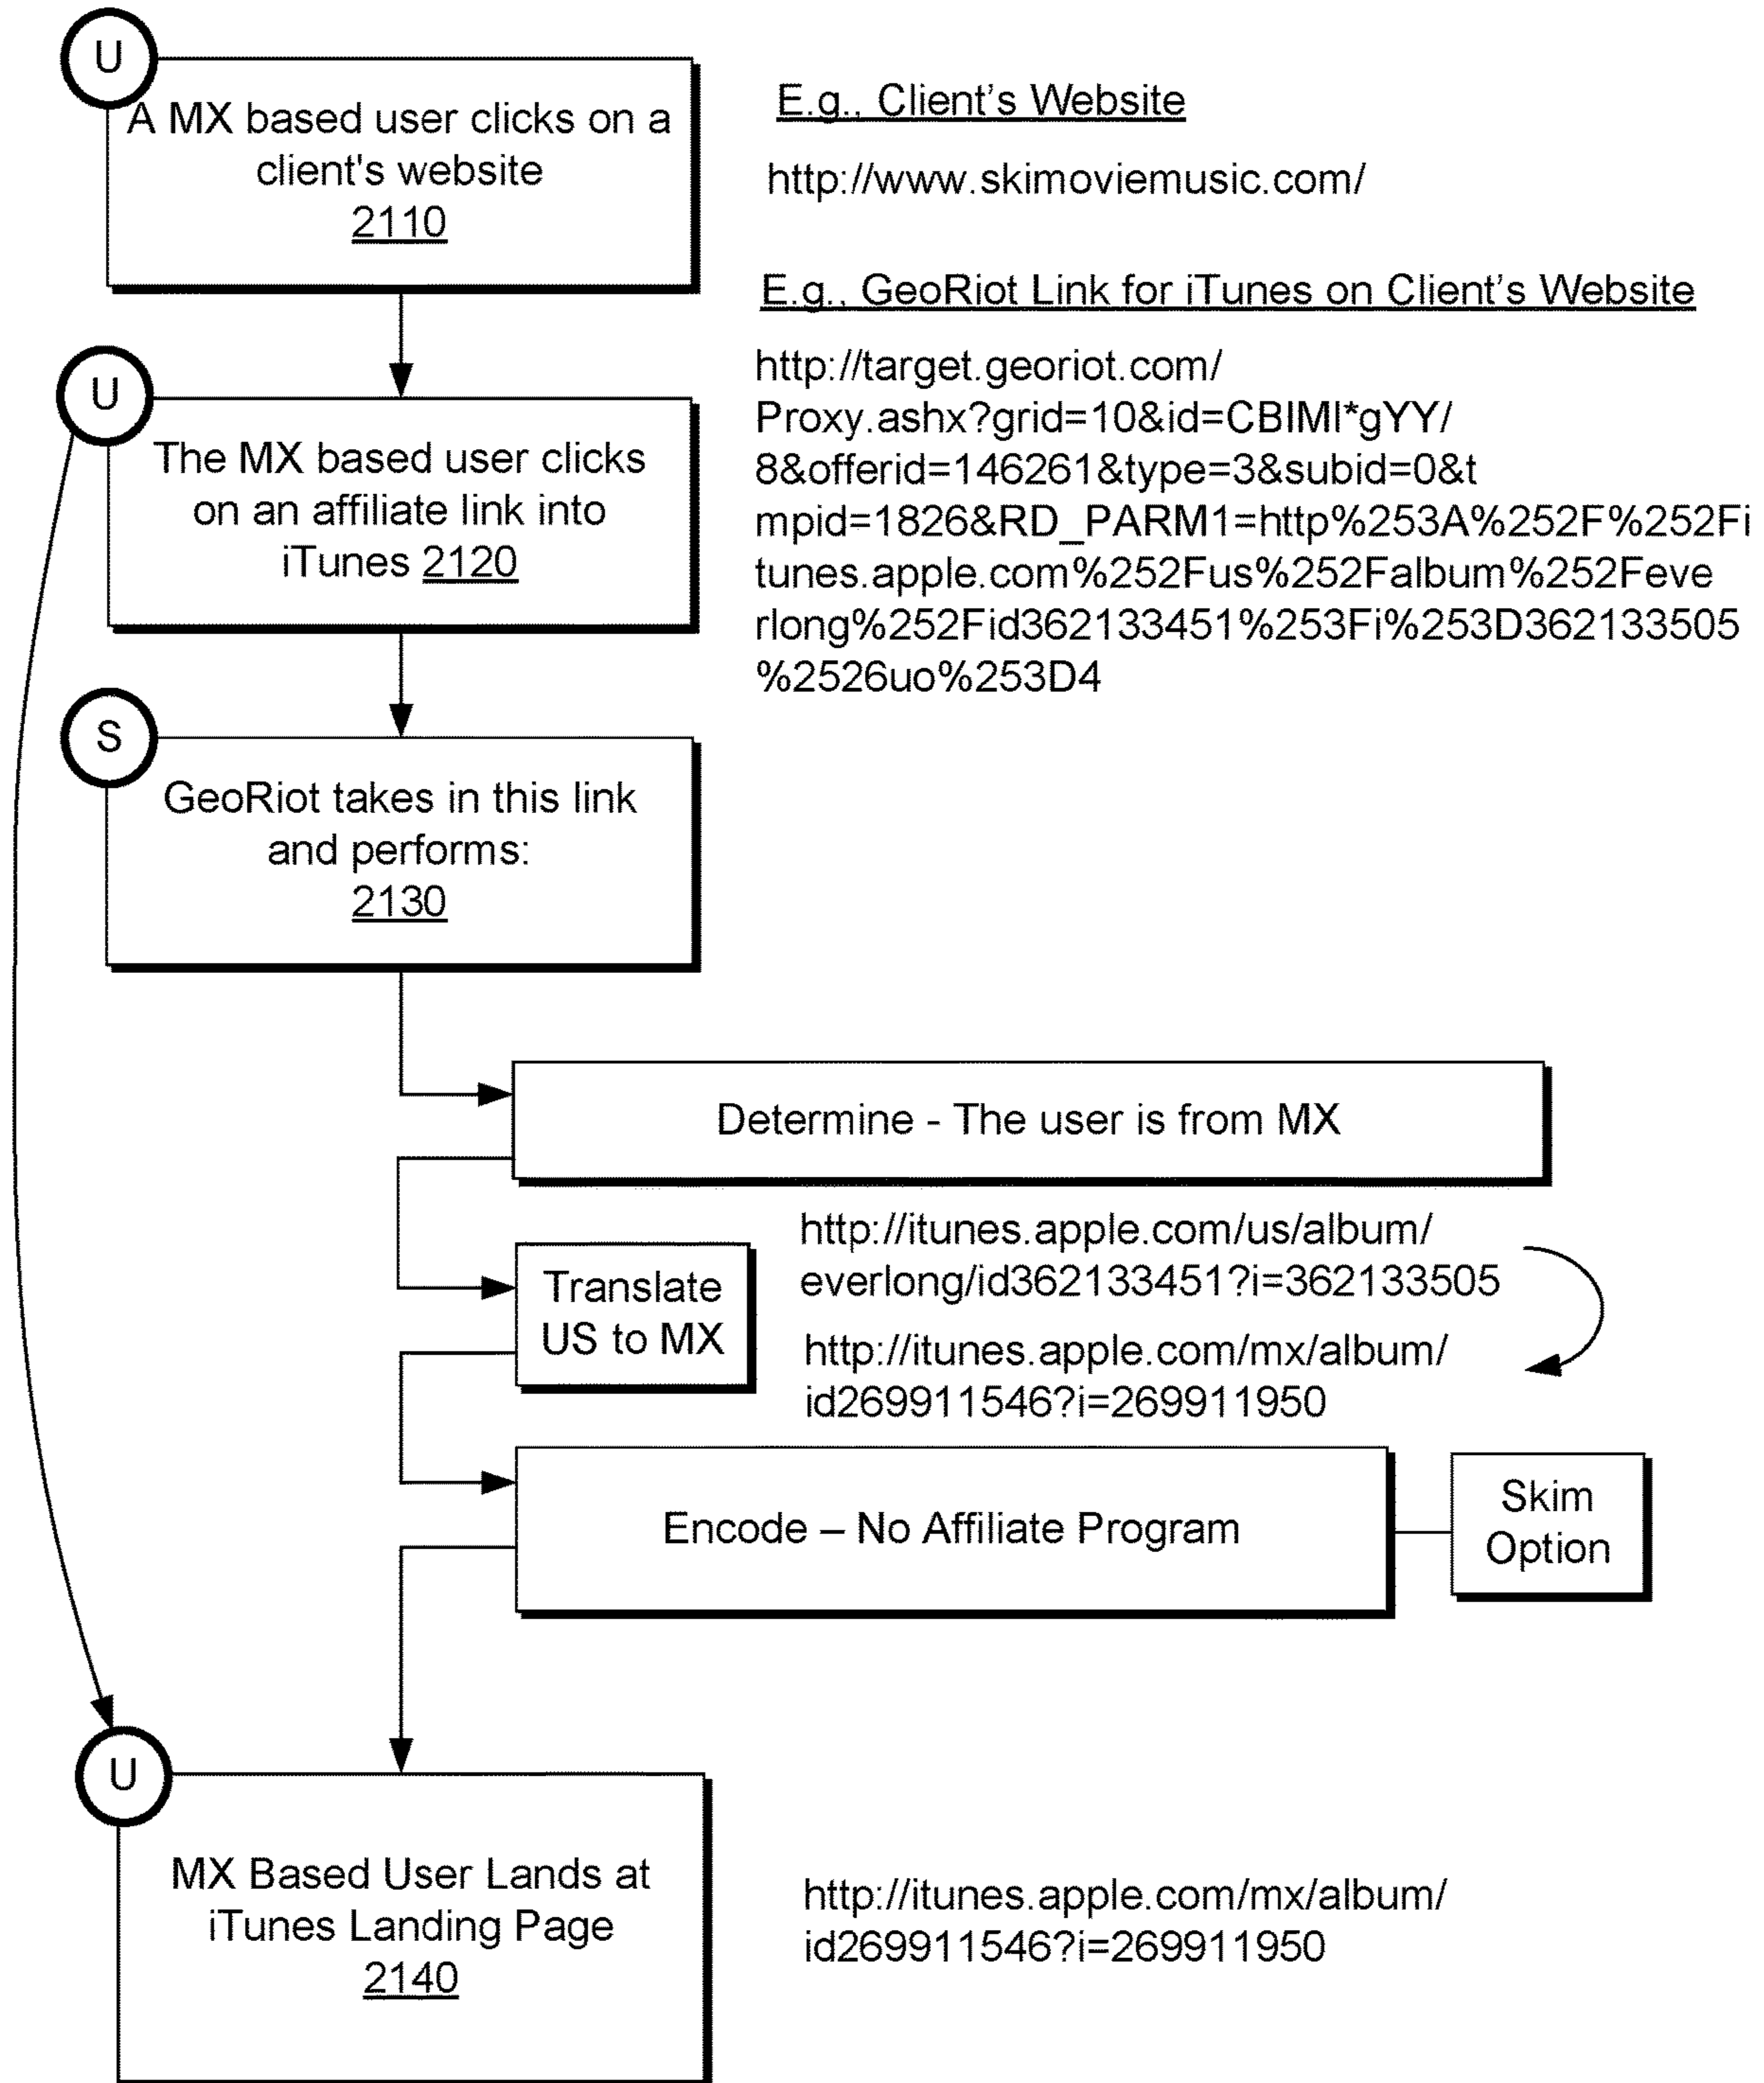 U
A MX based user clicks on a
client's website
2110
E.g., Client's Website
http://www.skimoviemusic.com/
E.g., GeoRiot Link for iTunes on Client's Website
http://target.georiot.com/
Proxy.ashx?grid=10&id=CBIMl*gYY/
8&offerid=146261&type=3&subid=0&t
mpid=1826&RD_PARM1=http%253A%252F%252Fi
tunes.apple.com%252Fus%252Falbum%252Feve
rlong%252Fid362133451%253Fi%253D362133505
%2526uo%253D4
U
The MX based user clicks
on an affiliate link into
iTunes 2120
S
GeoRiot takes in this link
and performs:
2130
Determine - The user is from MX
Translate
US to MX
http://itunes.apple.com/us/album/
everlong/id362133451?i=362133505
http://itunes.apple.com/mx/album/
id269911546?i=269911950
Encode – No Affiliate Program
Skim
Option
U
MX Based User Lands at
iTunes Landing Page
2140
http://itunes.apple.com/mx/album/
id269911546?i=269911950